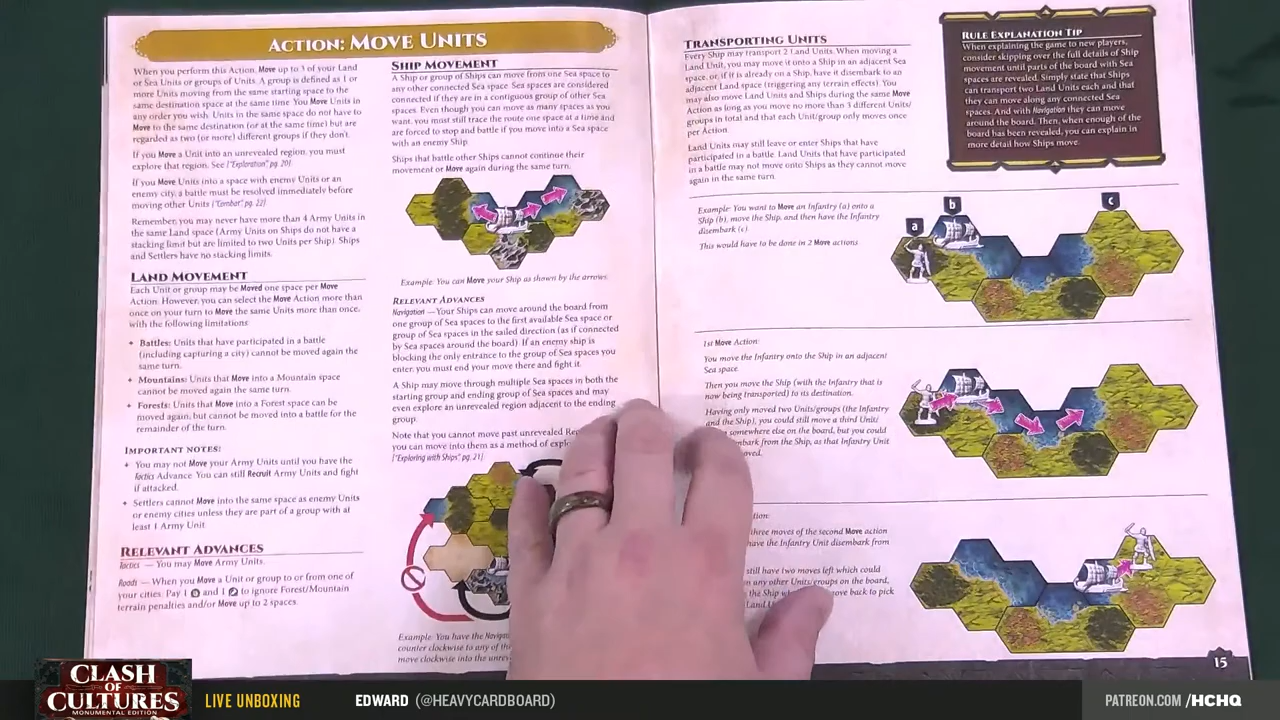 ACTION: MOVE UNITS
When you perform this Action, Move up to 3 of your Land
or Sea Units or groups of Units. A group is defined as 1 or
more Units moving from the same starting space to the
same destination space at the same time. You Move Units in
any order you wish. Units in the same space do not have to
Move to the same destination (or at the same time) but are
regarded as two (or more) different groups if they don't.
If you Move a Unit into an unrevealed region, you must
explore that region. See ["Exploration" pg. 20]
If you Move Units into a space with enemy Units or an
enemy city, a battle must be resolved immediately before
moving other Units ["Combat" pg. 22]
Remember, you may never have more than 4 Army Units in
the same Land space (Army Units on Ships do not have a
stacking limit but are limited to two Units per Ship). Ships
and Settlers have no stacking limits.
LAND MOVEMENT
Each Unit or group may be Moved one space per Move
Action. However, you can select the Move Action more than
once on your turn to Move the same Units more than once,
with the following limitations:
Battles: Units that have participated in a battle
(including capturing a city) cannot be moved again the
same turn.
Mountains: Units that Move into a Mountain space
cannot be moved again the same turn.
Forests: Units that Move into a Forest space can be
moved again, but cannot be moved into a battle for the
remainder of the turn.
IMPORTANT NOTES:
You may not Move your Army Units until you have the
Tactics Advance. You can still Recruit Army Units and fight
if attacked.
Settlers cannot Move into the same space as enemy Units
or enemy cities unless they are part of a group with at
least 1 Army Unit.
RELEVANT ADVANCES
Tactics — You may Move Army Units.
Roads — When you Move a Unit or group to or from one of
your cities. Pay 1 and 1 to ignore Forest/Mountain
terrain penalties and/or Move up to 2 spaces.
SHIP MOVEMENT
A Ship or group of Ships can move from one Sea space to
any other connected Sea space. Sea spaces are considered
connected if they are in a contiguous group of other Sea
spaces. Even though you can move as many spaces as you
want, you must still trace the route one space at a time and
are forced to stop and battle if you move into a Sea space
with an enemy Ship.
Ships that battle other Ships cannot continue their
movement or Move again during the same turn.
Example: You can Move your Ship as shown by the arrows.
RELEVANT ADVANCES
Navigation — Your Ships can move around the board from
one group of Sea spaces to the first available Sea space or
group of Sea spaces in the sailed direction (as if connected
by Sea spaces around the board). If an enemy ship is
blocking the only entrance to the group of Sea spaces you
enter, you must end your move there and fight it.
A Ship may move through multiple Sea spaces in both the
starting group and ending group of Sea spaces and may
even explore an unrevealed region adjacent to the ending
group.
Note that you cannot move past unrevealed
you can move into them as a method of
["Exploring with Ships" pg. 21]
Example: You have the
counter clockwise to any of
move clockwise into the
TRANSPORTING UNITS
Every Ship may transport 2 Land Units. When moving a
Land Unit, you may move it onto a Ship in an adjacent Sea
space, or, if it is already on a Ship, have it disembark to an
adjacent Land space (triggering any terrain effects). You
may also move Land Units and Ships during the same Move
Action as long as you move no more than 3 different Units/
groups in total and that each Unit/group only moves once
per Action.
Land Units may still leave or enter Ships that have
participated in a battle. Land Units that have participated
in a battle may not move onto Ships as they cannot move
again in the same turn.
RULE EXPLANATION TIP
When explaining the game to new players,
consider skipping over the full details of Ship
movement until parts of the board with Sea
spaces are revealed. Simply state that Ships
can transport two Land Units each and that
they can move along any connected Sea
spaces. And with Navigation they can move
around the board. Then, when enough of the
board has been revealed, you can explain in
more detail how Ships move.
Example: You want to Move an Infantry (a) onto a
Ship (b), move the Ship, and then have the Infantry
disembark (c)
This would have to be done in 2 Move actions
a
b
c
1st Move Action:
You move the Infantry onto the Ship in an adjacent
Sea space.
Then you move the Ship (with the Infantry that is
now being transported) to its destination.
Having only moved two Units/groups (the Infantry
and the Ship), you could still move a third Unit/
somewhere else on the board, but you could
from the Ship, as that Infantry Unit
three moves of the second Move action
have the Infantry Unit disembark from
still have two moves left which could
any other Units/groups on the board,
move back to pick
15
CLASH
OF
CULTURES
MONUMENTAL EDITION
LIVE UNBOXING EDWARD (@HEAVYCARDBOARD) PATREON.COM/HCHQ